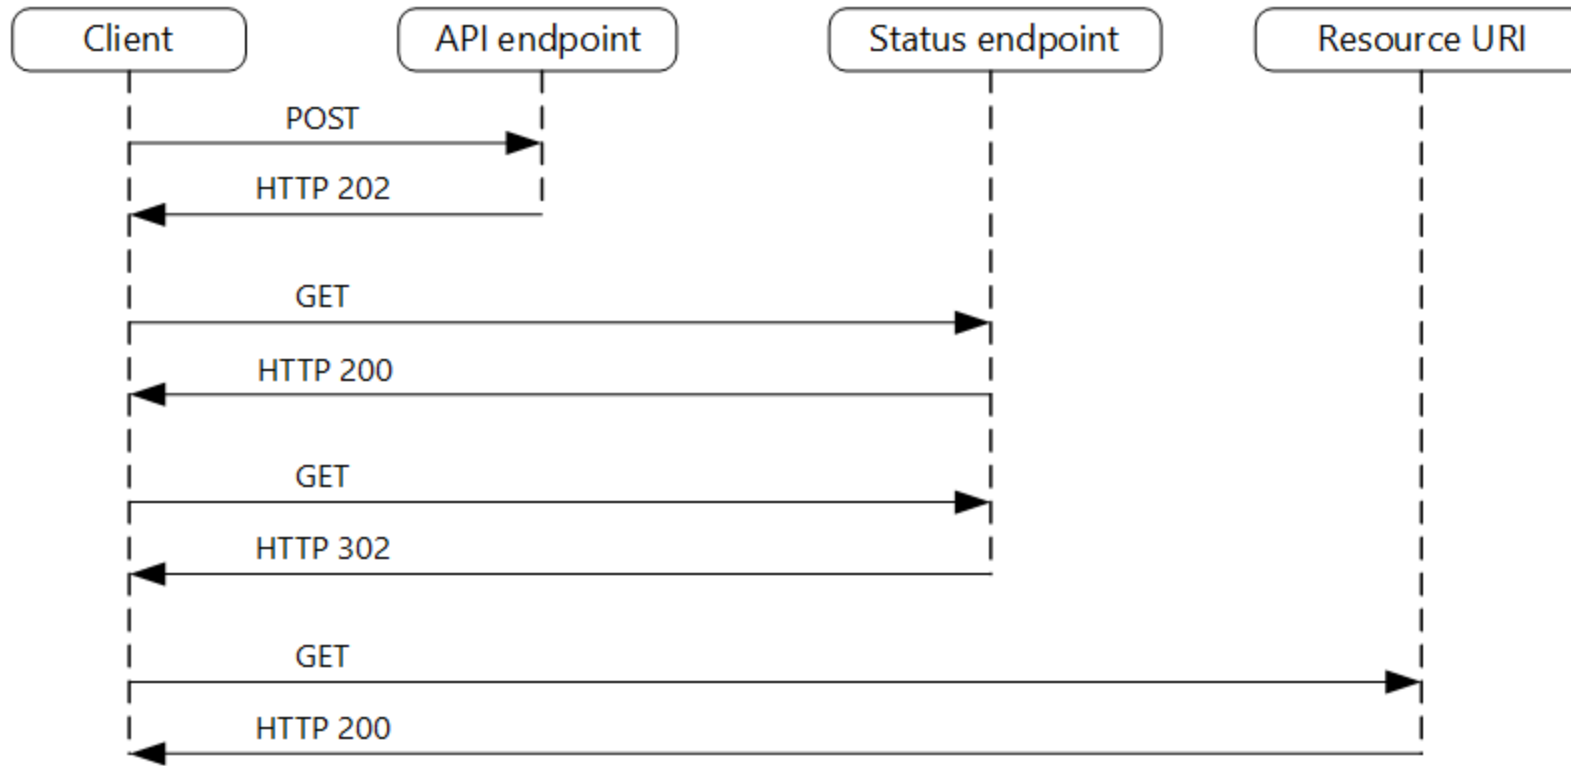 Client
API endpoint
Status endpoint
Resource URI
POST
HTTP 202
GET
HTTP 200
GET
HTTP 302
GET
HTTP 200